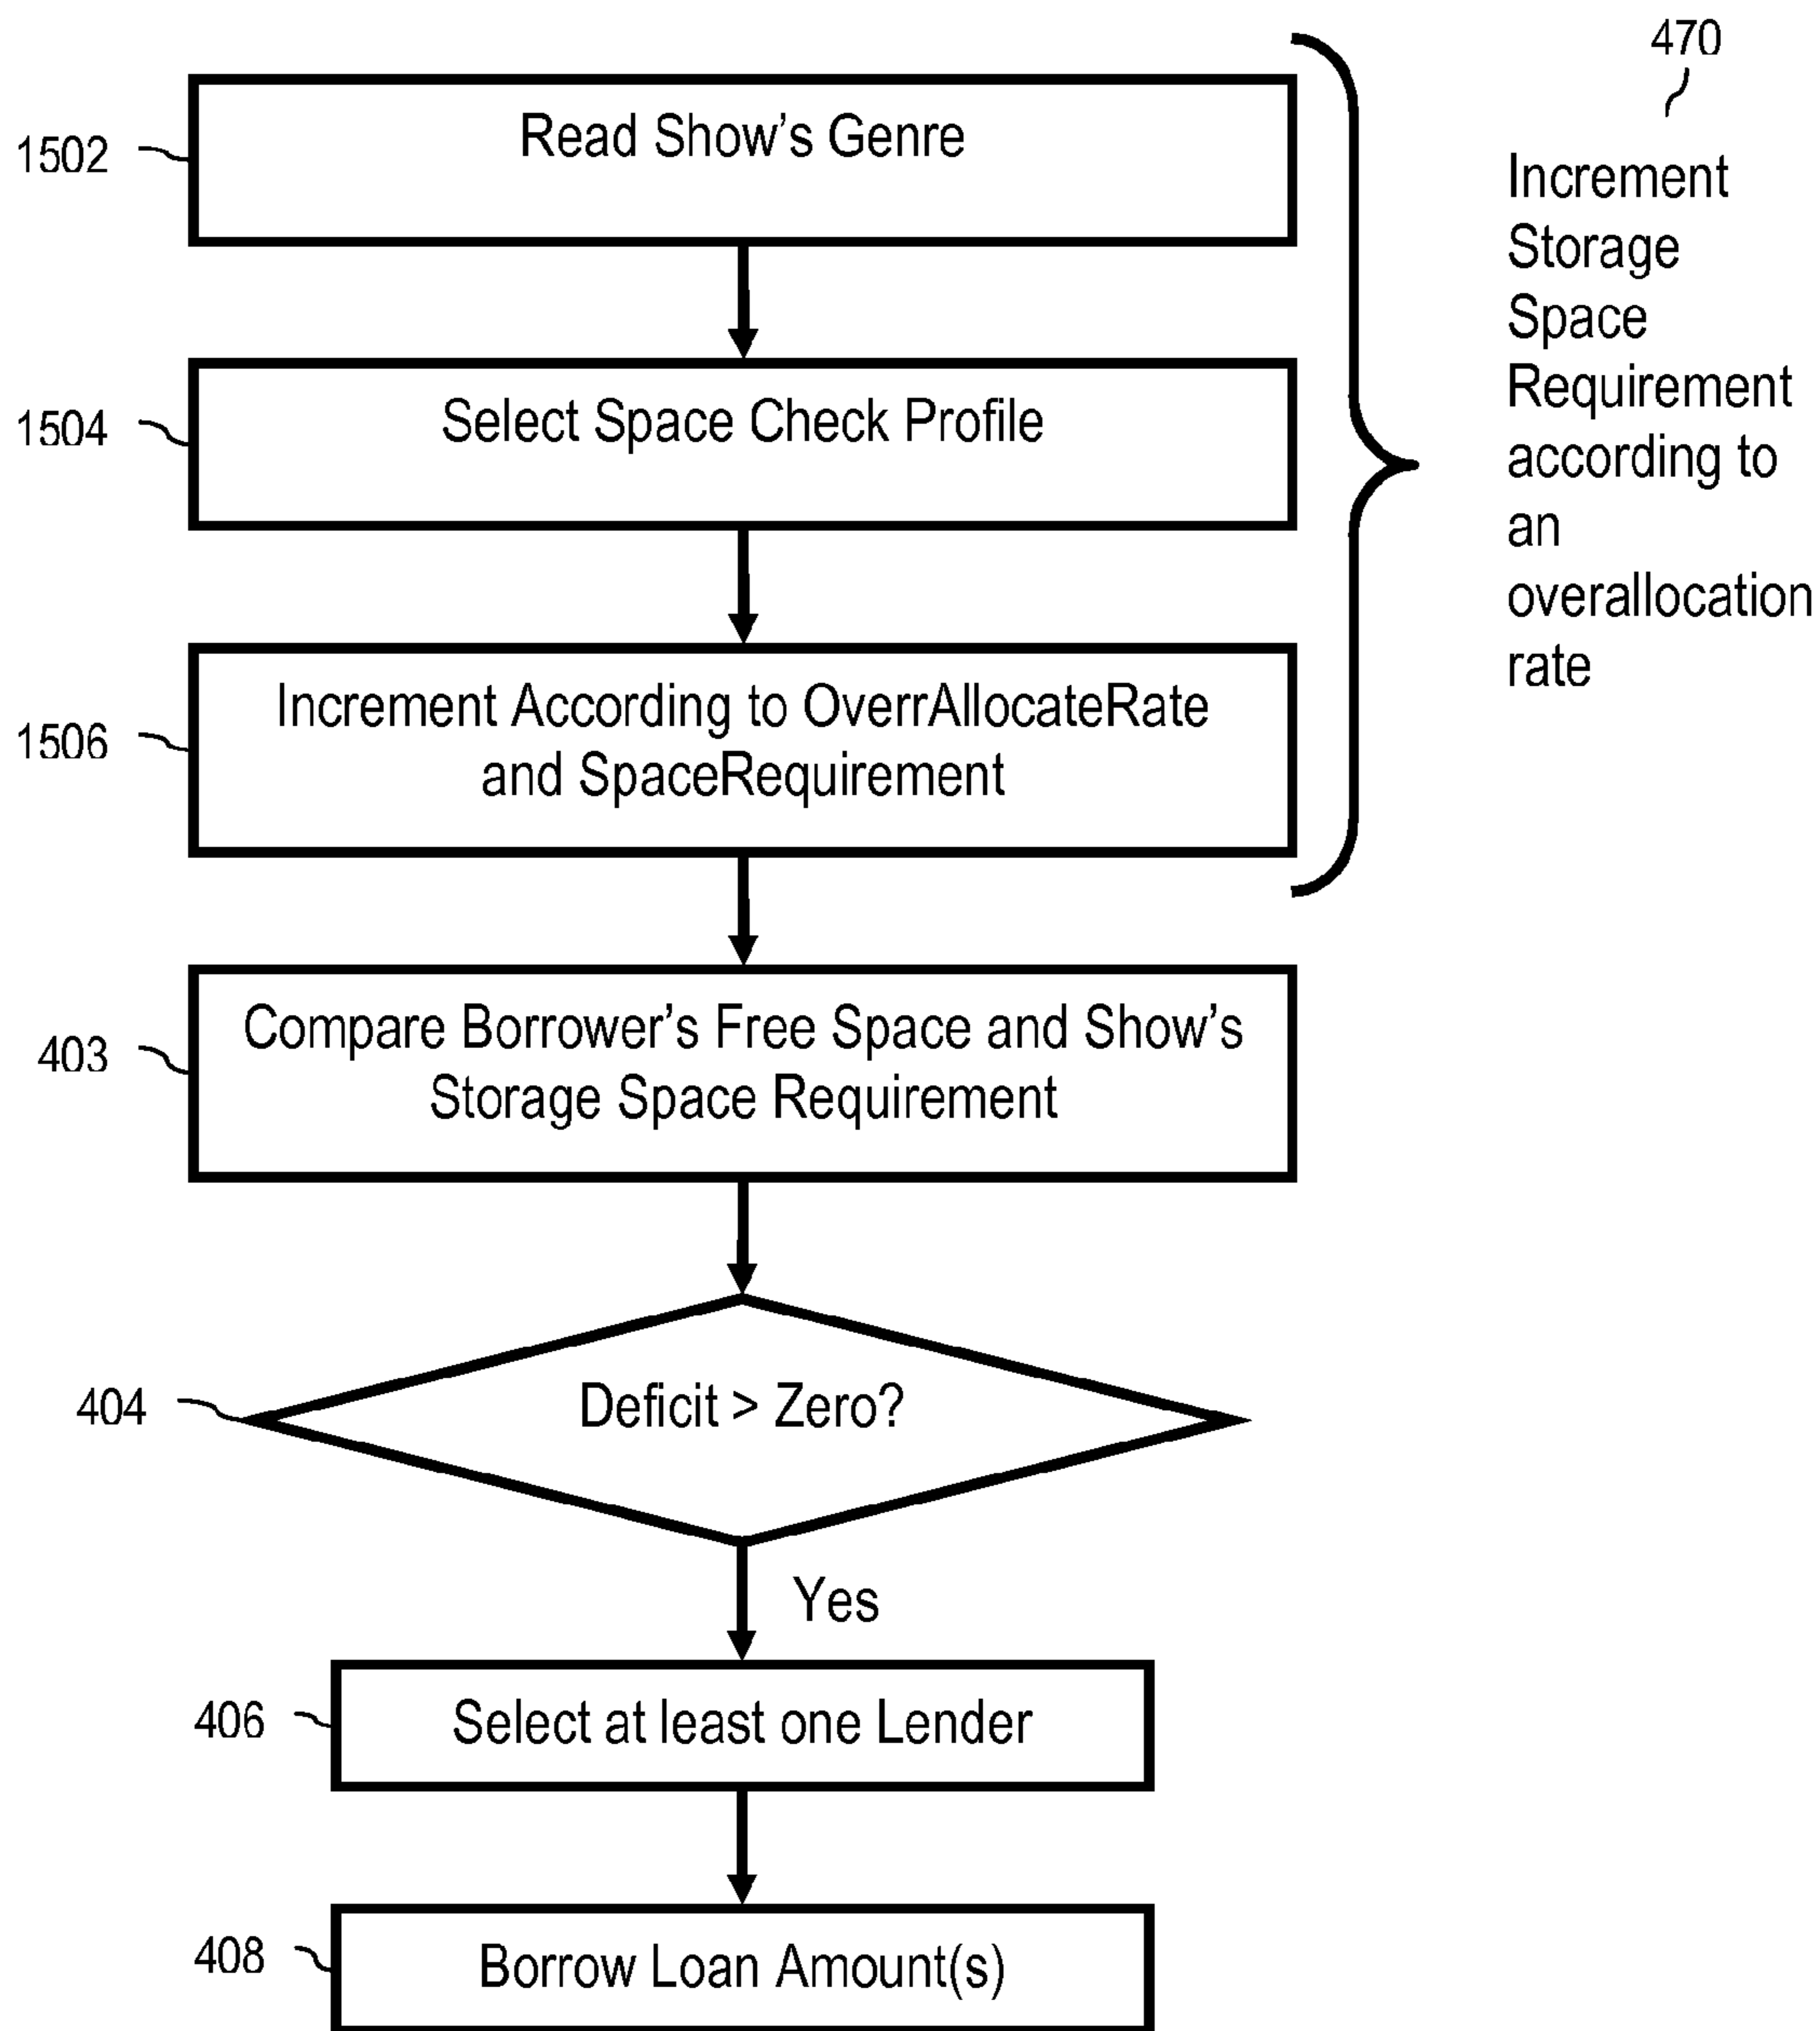 470
1502
Read Show's Genre
Increment
Storage
Space
Requirement
according to
an
overallocation
rate
1504
Select Space Check Profile
1506
Increment According to OverrAllocateRate
and SpaceRequirement
403
Compare Borrower's Free Space and Show's
Storage Space Requirement
404
Deficit > Zero?
Yes
406
Select at least one Lender
408
Borrow Loan Amount(s)